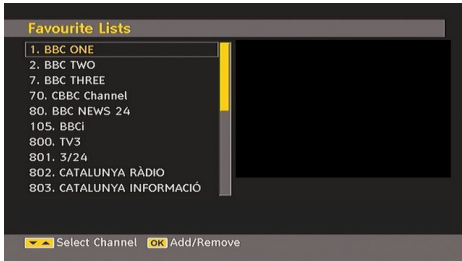 Favourite Lists
1. BBC ONE
2. BBC TWO
7. BBC THREE
70. CBBC Channel
80. BBC NEWS 24
105. BBCi
800. TV3
801. 3/24
802. CATALUNYA RÀDIO
803. CATALUNYA INFORMACIÓ
Select Channel OK Add/Remove